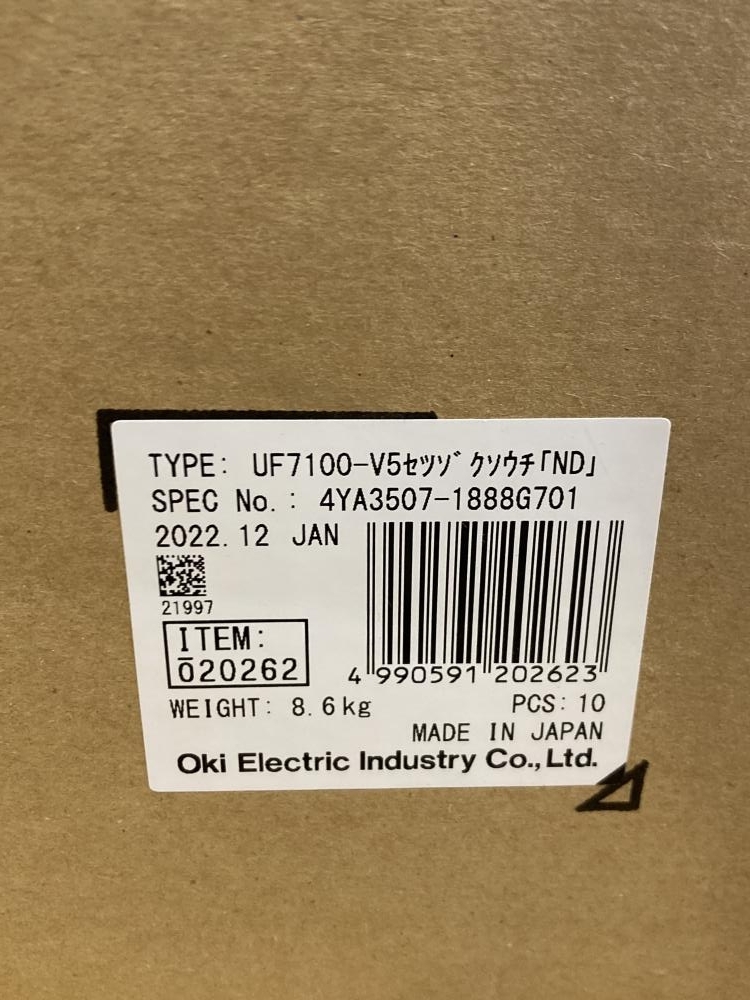 TYPE: UF7100-V5ｾﾂｿﾞｸｿｳﾁ｢ND｣
SPEC No.: 4YA3507-1888G701
2022.12 JAN
21997
ITEM:
020262
4 990591 202623
WEIGHT: 8.6kg PCS: 10
MADE IN JAPAN
Oki Electric Industry Co., Ltd.